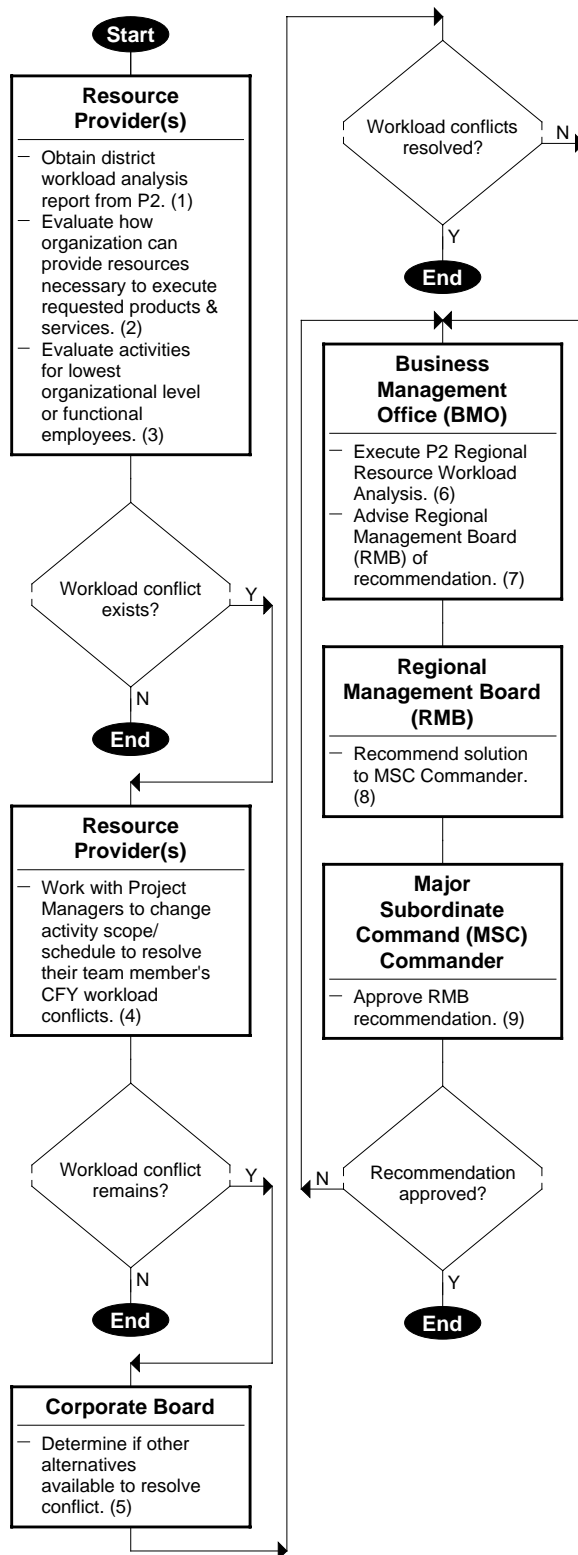 Start
Resource
Provider(s)
– Obtain district
workload analysis
report from P2. (1)
– Evaluate how
organization can
provide resources
necessary to execute
requested products &
services. (2)
– Evaluate activities
for lowest
organizational level
or functional
employees. (3)
Workload conflict
exists?
Y
N
End
Resource
Provider(s)
– Work with Project
Managers to change
activity scope/
schedule to resolve
their team member's
CFY workload
conflicts. (4)
Workload conflict
remains?
Y
N
End
Corporate Board
– Determine if other
alternatives
available to resolve
conflict. (5)
Workload conflicts
resolved?
N
Y
End
Business
Management
Office (BMO)
– Execute P2 Regional
Resource Workload
Analysis. (6)
– Advise Regional
Management Board
(RMB) of
recommendation. (7)
Regional
Management Board
(RMB)
– Recommend solution
to MSC Commander.
(8)
Major
Subordinate
Command (MSC)
Commander
– Approve RMB
recommendation. (9)
Recommendation
approved?
N
Y
End